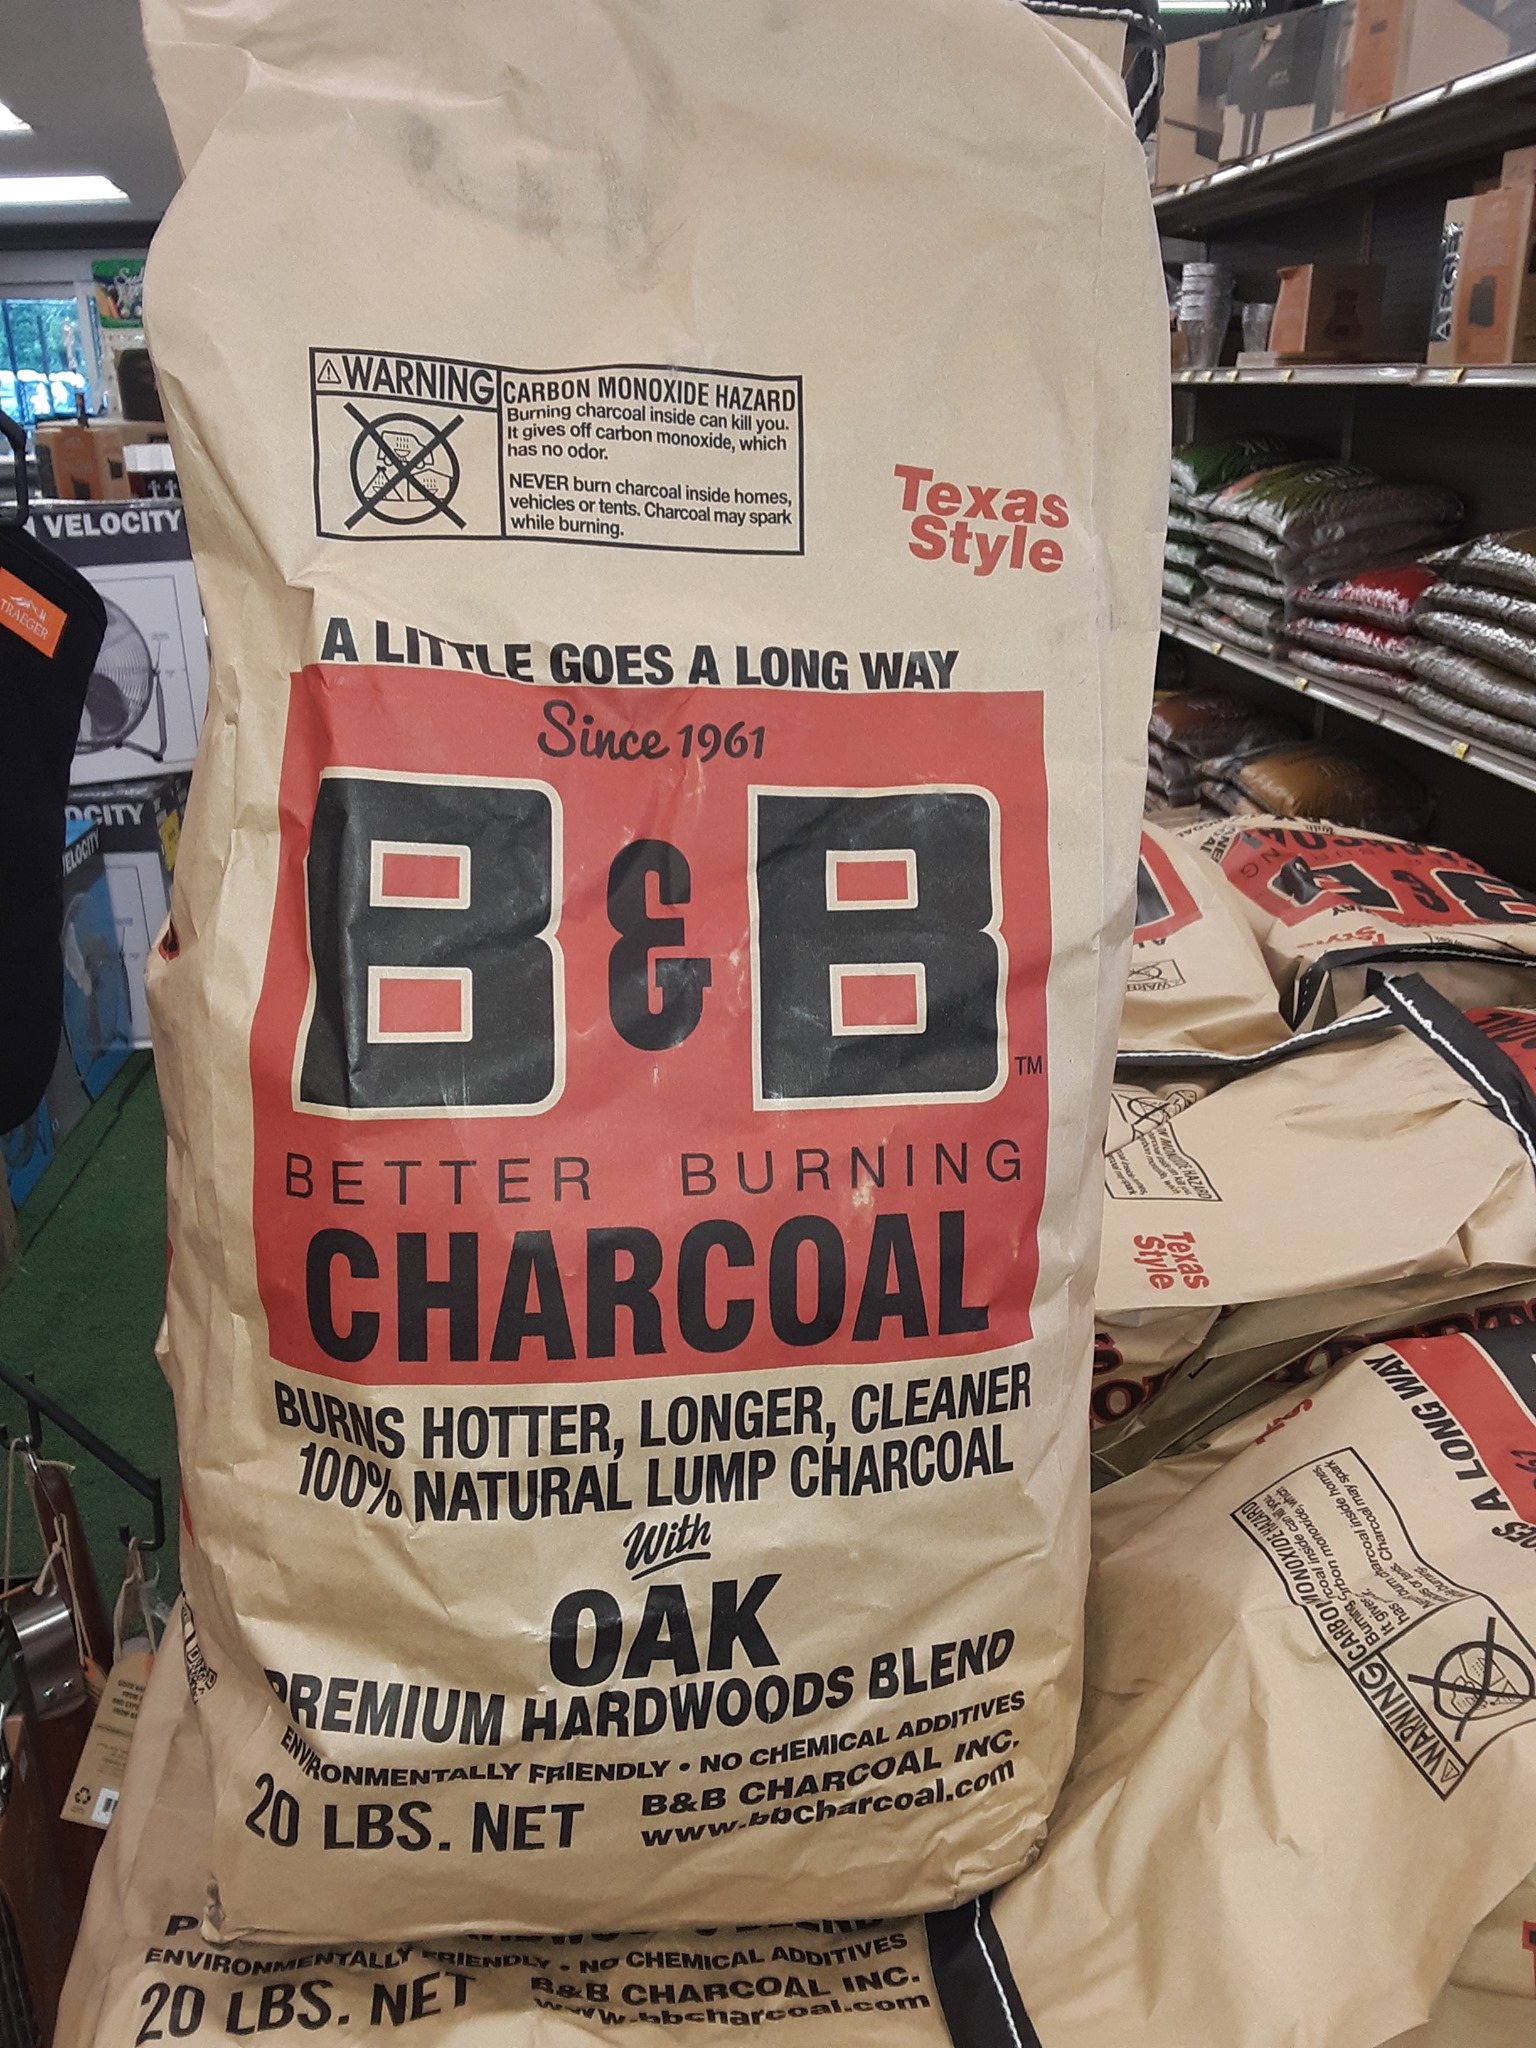 WARNING
CARBON MONOXIDE HAZARD
Burning charcoal inside can kill you.
It gives off carbon monoxide, which
has no odor.
NEVER burn charcoal inside homes,
vehicles or tents. Charcoal may spark
while burning.
Texas
Style
A LITTLE GOES A LONG WAY
Since 1961
B&B
TM
BETTER BURNING
CHARCOAL
BURNS HOTTER, LONGER, CLEANER
100% NATURAL LUMP CHARCOAL
With
OAK
PREMIUM HARDWOODS BLEND
ENVIRONMENTALLY FRIENDLY • NO CHEMICAL ADDITIVES
20 LBS. NET
B&B CHARCOAL INC.
www.bbcharcoal.com
ENVIRONMENTALLY FRIENDLY • NO CHEMICAL ADDITIVES
20 LBS. NET
B&B CHARCOAL INC.
www.bbcharcoal.com
VELOCITY
TRAEGER
OCITY
VELOCITY
B&B
Texas
Style
A LONG WAY
WARNING